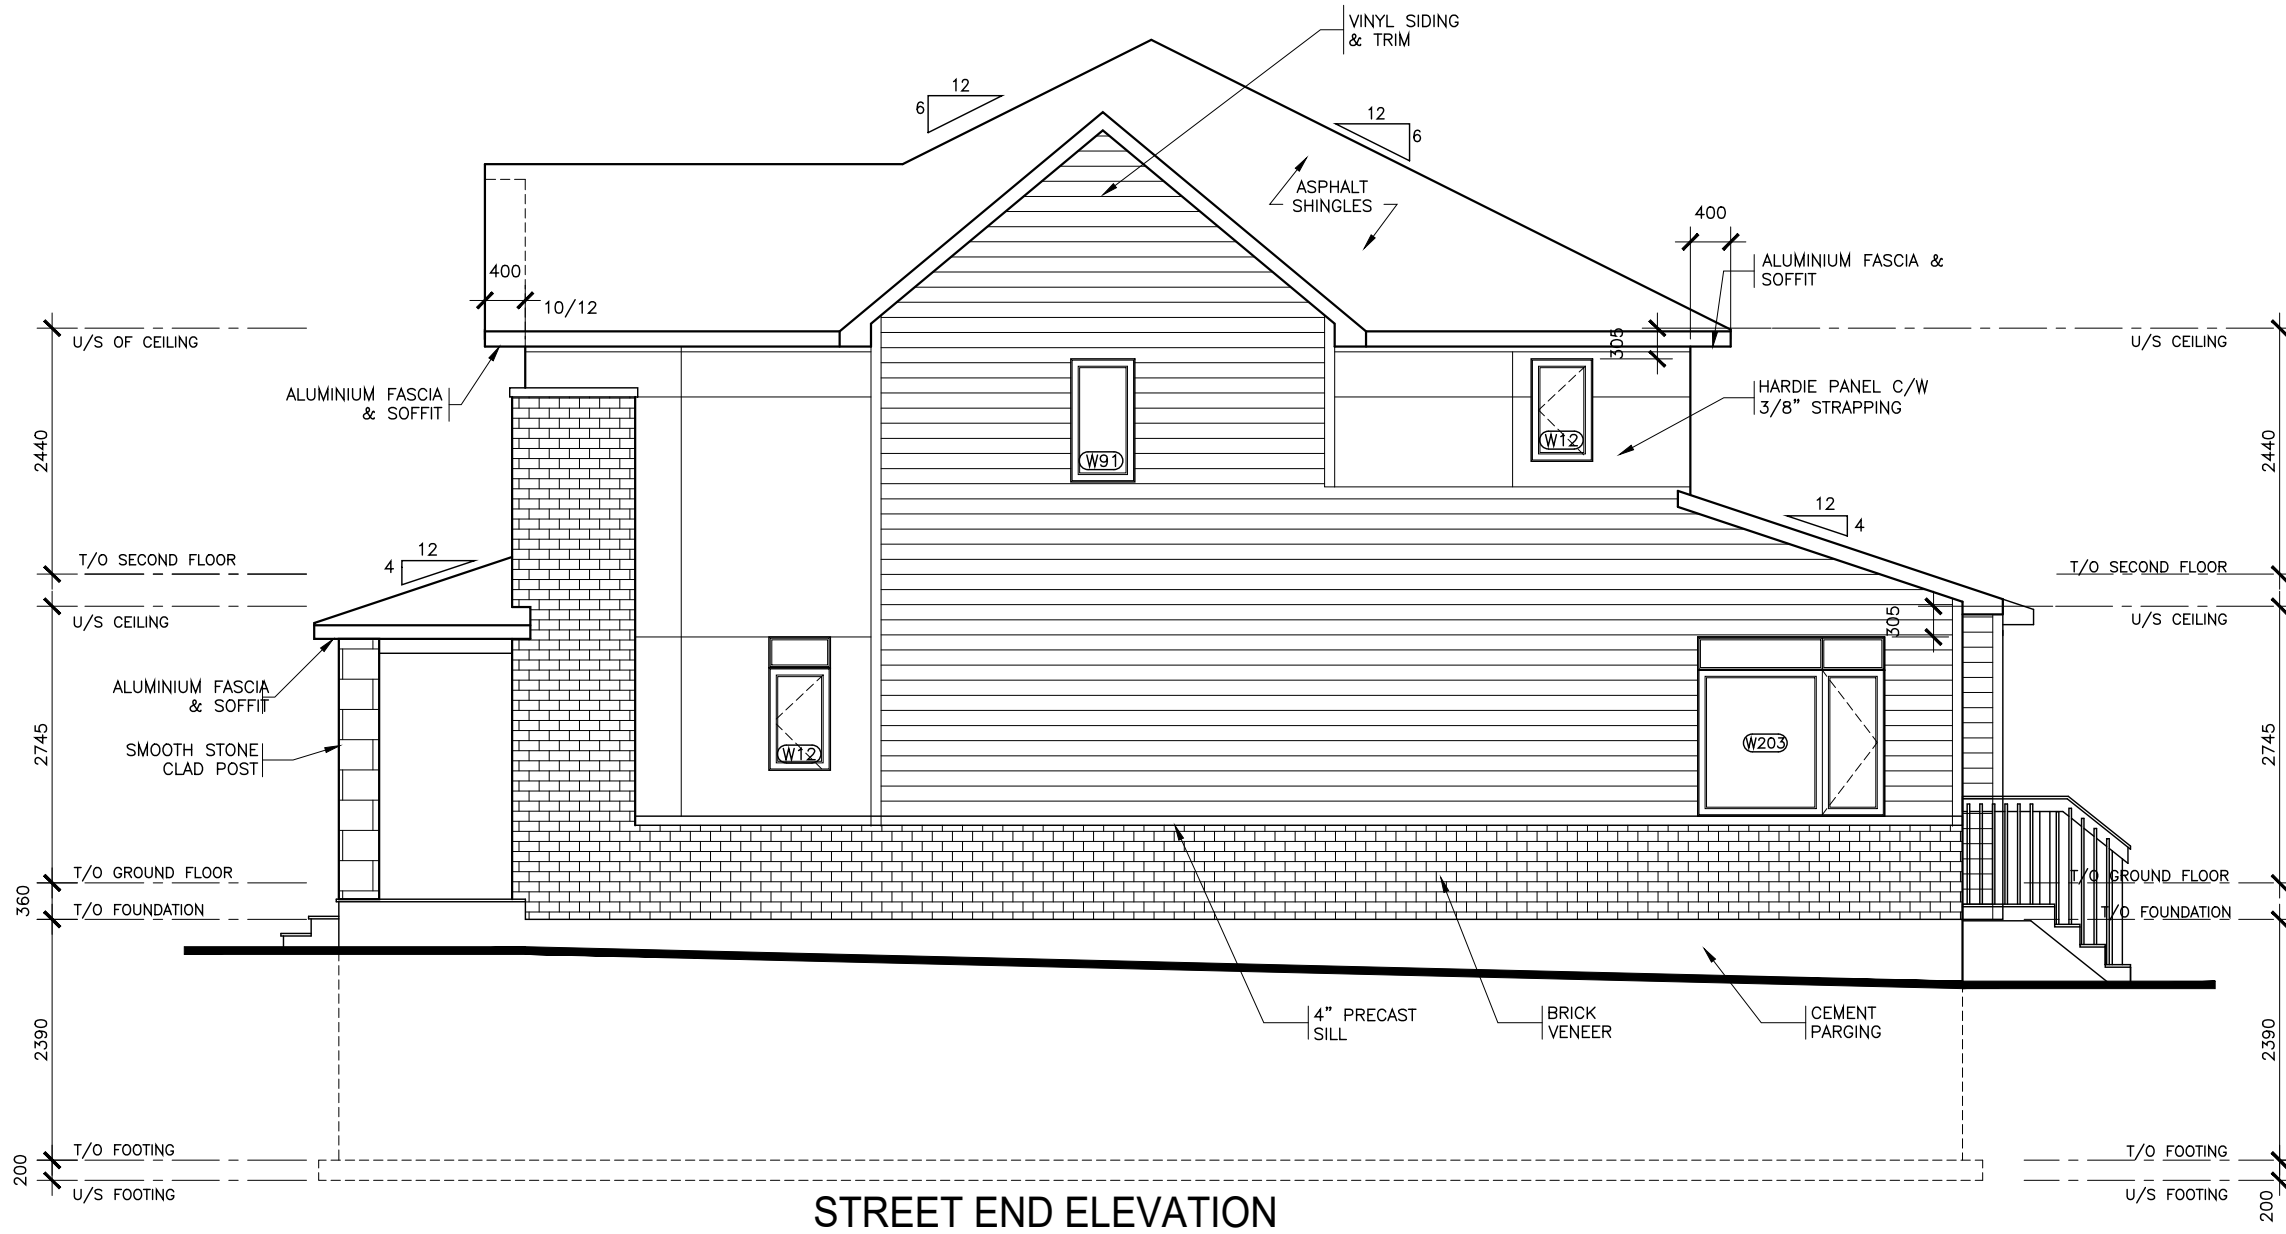 VINYL SIDING
& TRIM
12
6
12
6
ASPHALT
SHINGLES
400
ALUMINIUM FASCIA &
SOFFIT
400
10/12
U/S OF CEILING
305
U/S CEILING
ALUMINIUM FASCIA
& SOFFIT
HARDIE PANEL C/W
3/8" STRAPPING
W91
W12
2440
2440
12
4
12
4
T/O SECOND FLOOR
T/O SECOND FLOOR
U/S CEILING
305
U/S CEILING
ALUMINIUM FASCIA
& SOFFIT
SMOOTH STONE
CLAD POST
2745
W12
W203
2745
T/O GROUND FLOOR
T/O GROUND FLOOR
360
T/O FOUNDATION
T/O FOUNDATION
4" PRECAST
SILL
BRICK
VENEER
CEMENT
PARGING
2390
2390
T/O FOOTING
T/O FOOTING
200
U/S FOOTING
U/S FOOTING
200
STREET END ELEVATION